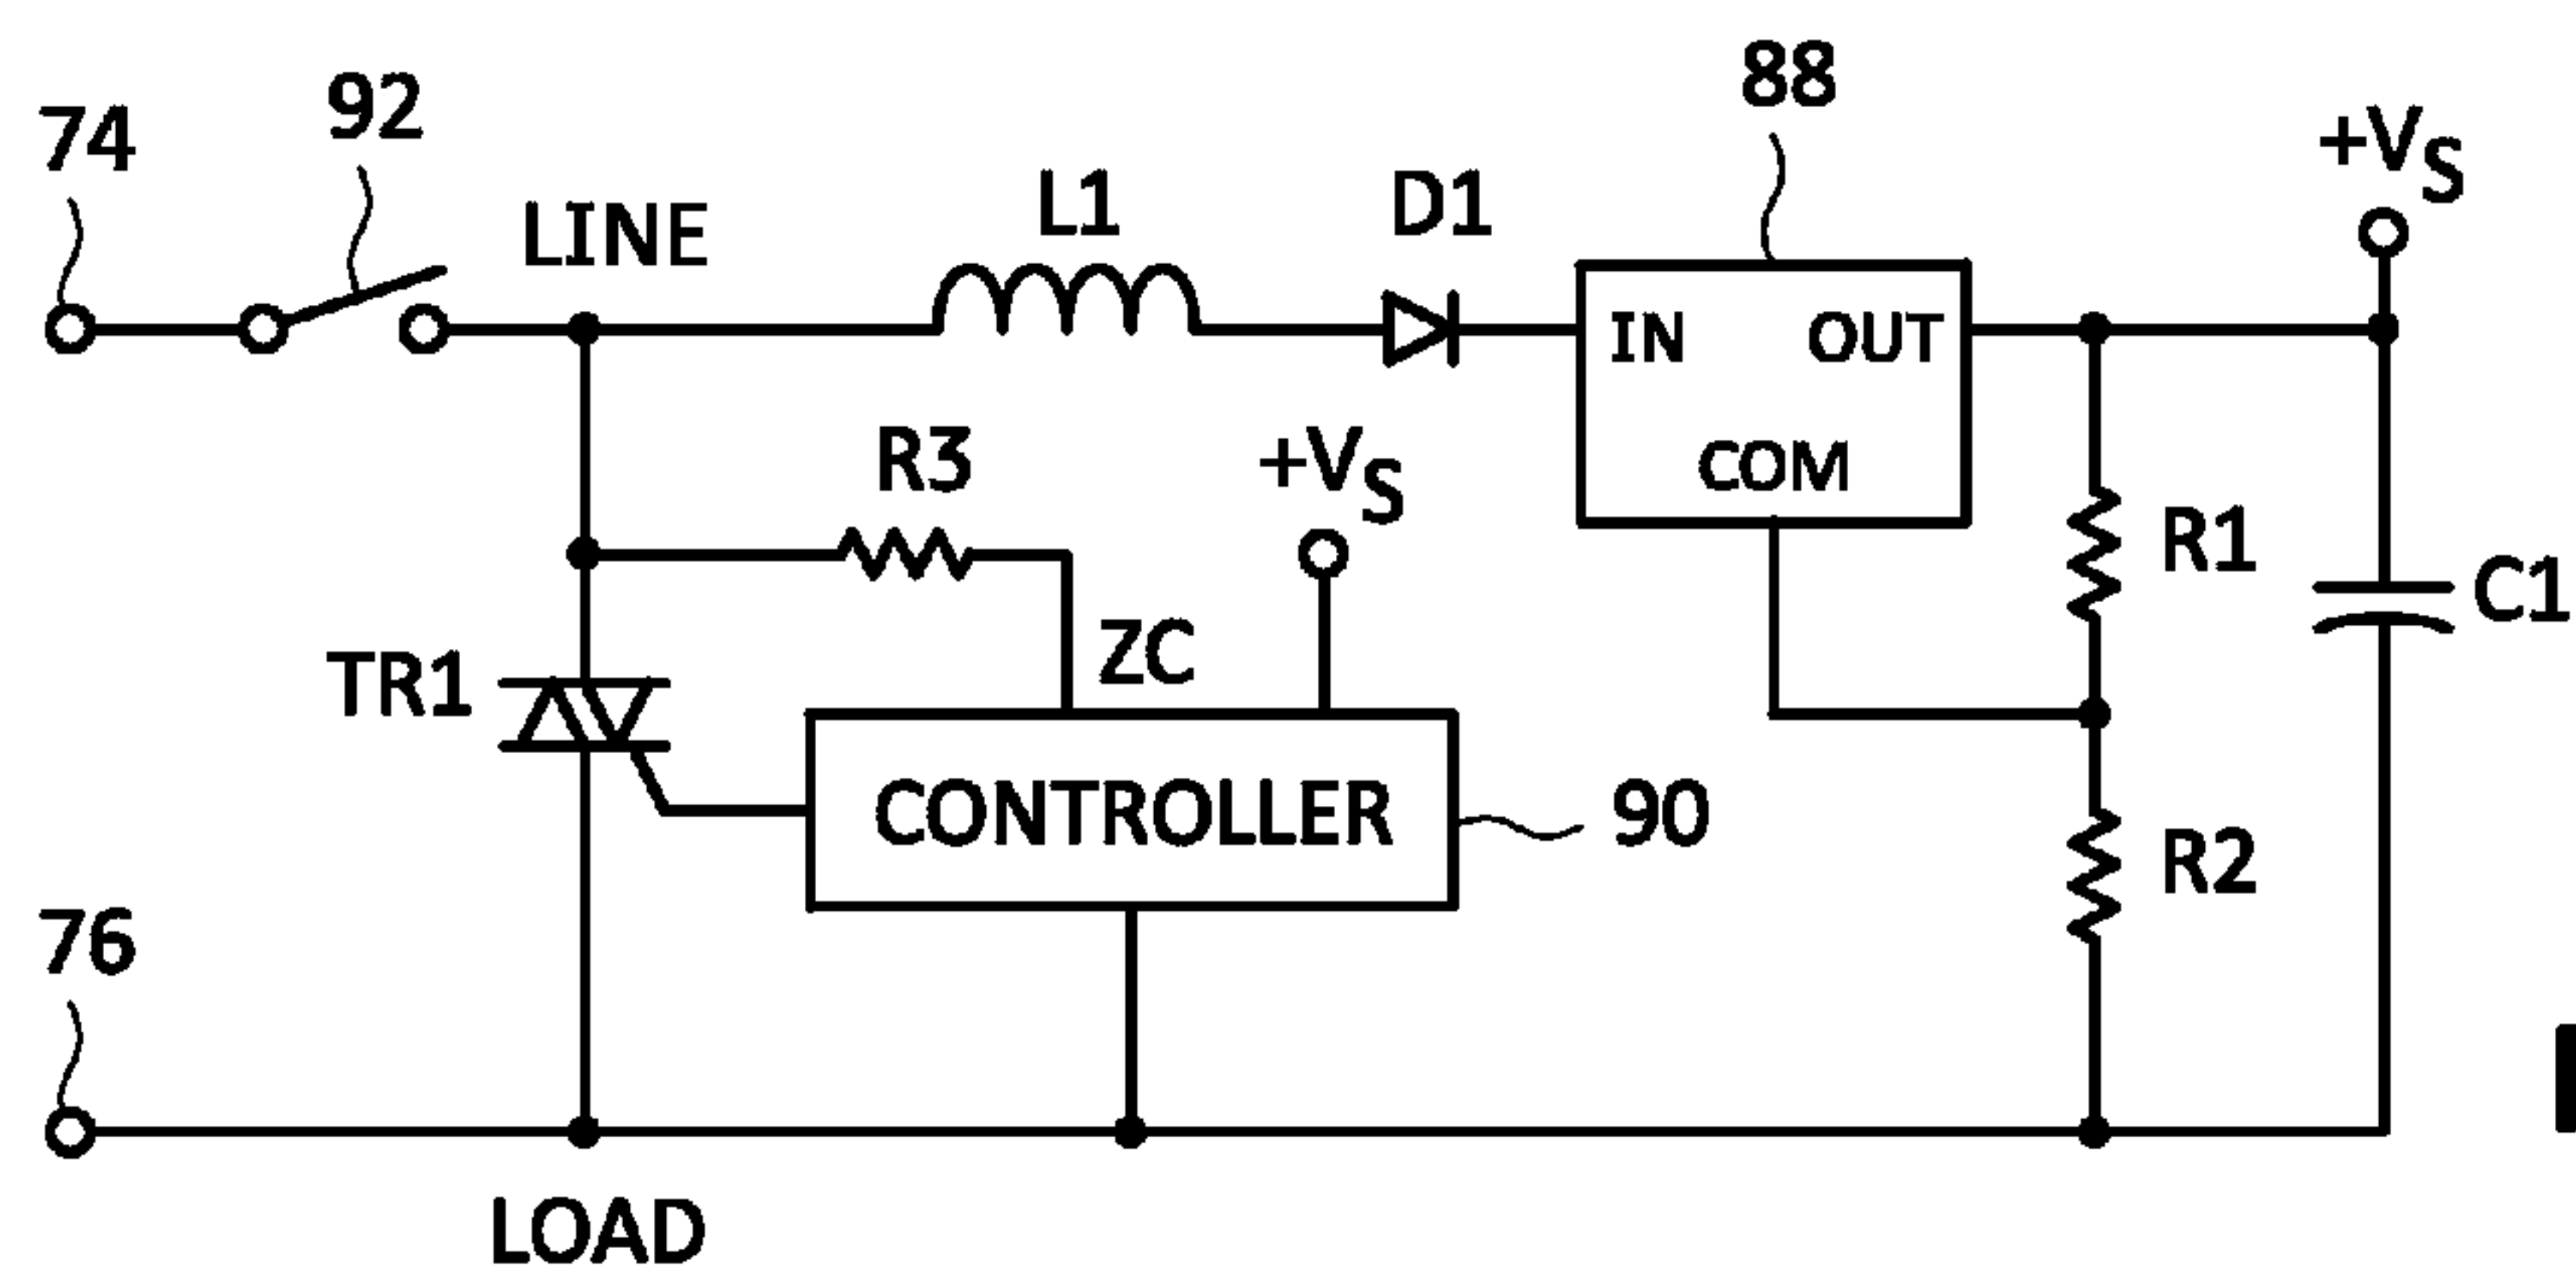 74
92
LINE
L1
D1
88
+VS
IN
OUT
COM
R3
+VS
R1
C1
TR1
ZC
CONTROLLER
90
R2
76
LOAD